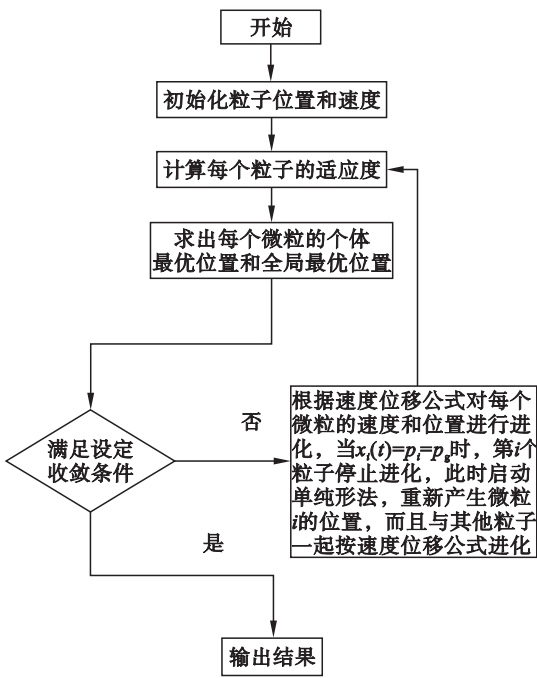 开始
初始化粒子位置和速度
计算每个粒子的适应度
求出每个微粒的个体
最优位置和全局最优位置
满足设定
收敛条件
否
根据速度位移公式对每个
微粒的速度和位置进行进
化，当xᵢ(t)=pᵢ=p_g时，第i个
粒子停止进化，此时启动
单纯形法，重新产生微粒
i的位置，而且与其他粒子
一起按速度位移公式进化
是
输出结果